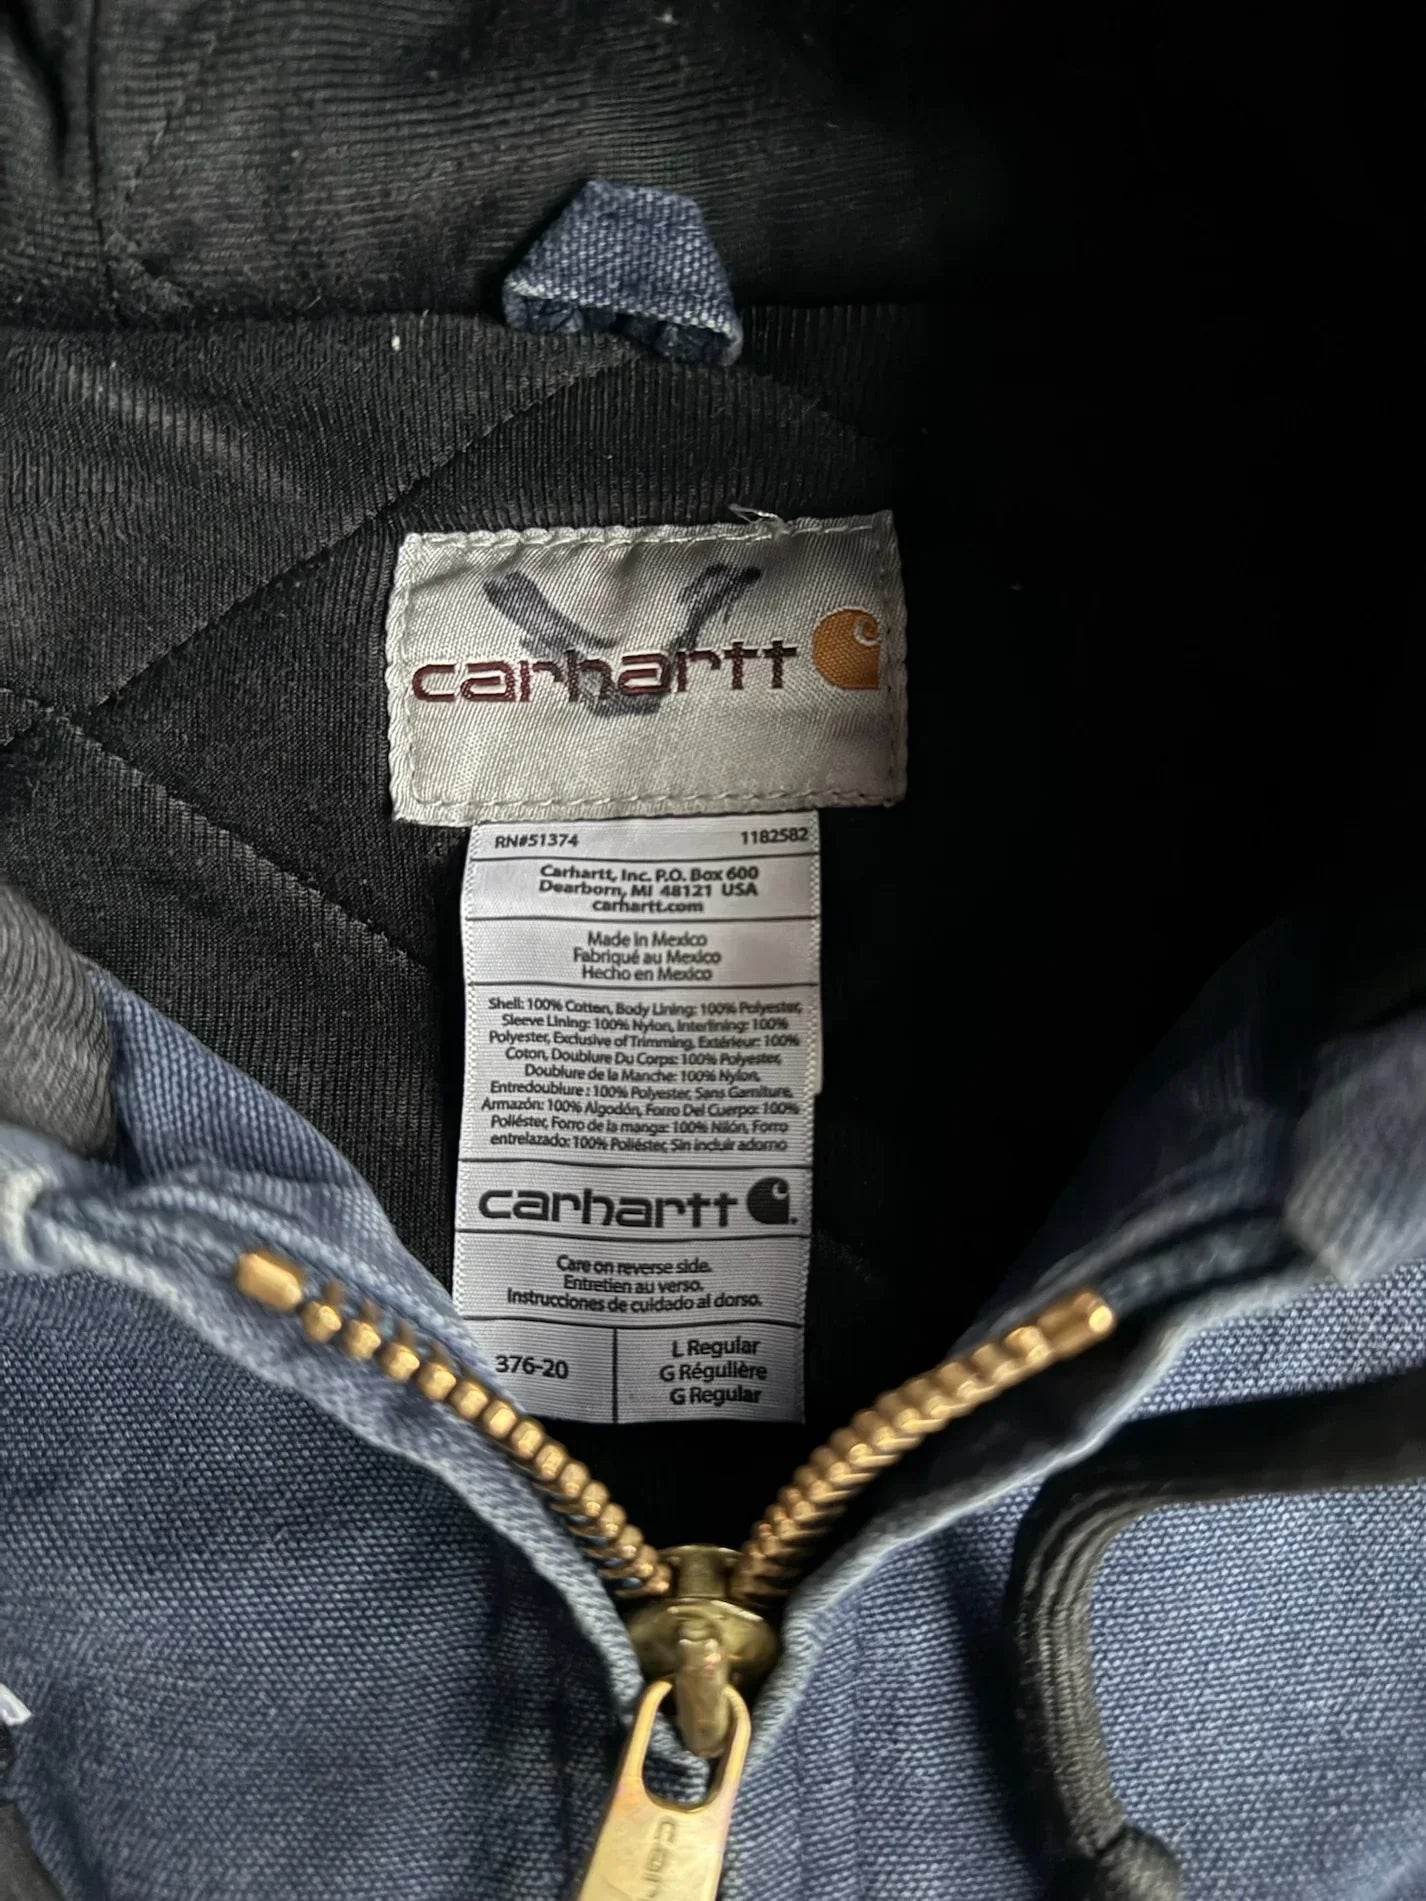 carhartt
RN#51374 1182582
Carhartt, Inc. P.O. Box 600
Dearborn, MI 48121 USA
carhartt.com
Made in Mexico
Fabriqué au Mexico
Hecho en Mexico
Shell: 100% Cotton, Body Lining: 100% Polyester,
Sleeve Lining: 100% Nylon, Interlining: 100%
Polyester, Exclusive of Trimming, Extérieur: 100%
Coton, Doublure Du Corps: 100% Polyester,
Doublure de la Manche: 100% Nylon,
Entredoublure : 100% Polyester, Sans Garniture,
Armazón: 100% Algodón, Forro Del Cuerpo: 100%
Poliéster, Forro de la manga: 100% Nilón, Forro
entrelazado: 100% Poliéster, Sin incluir adorno
carhartt
Care on reverse side.
Entretien au verso.
Instrucciones de cuidado al dorso.
376-20
L Regular
G Régulière
G Regular